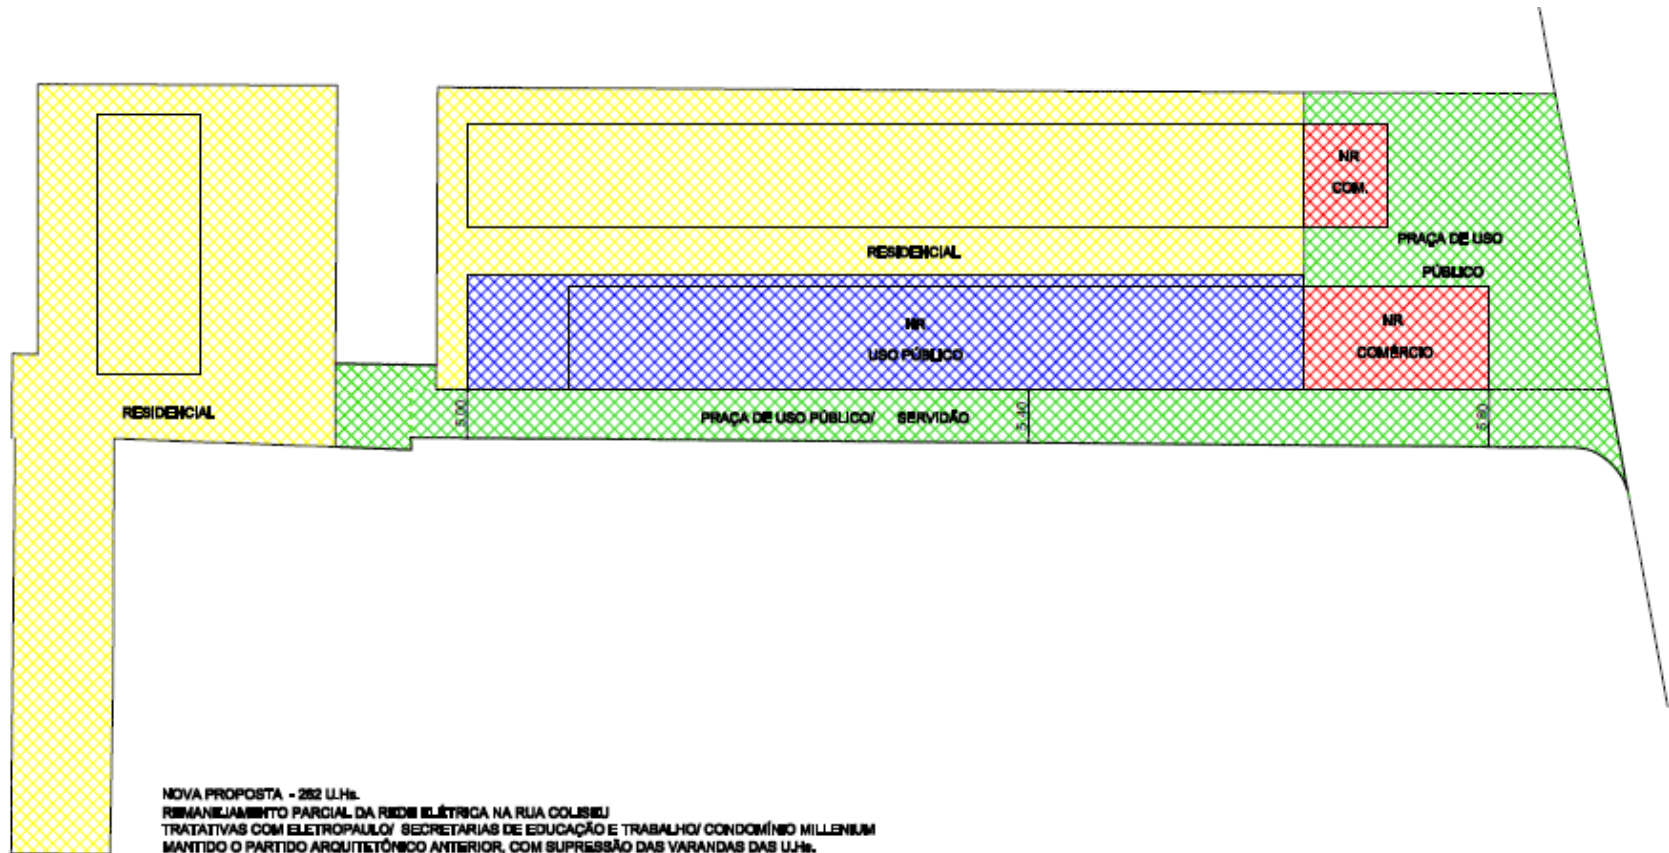 NR
COM.
PRAÇA DE USO
PÚBLICO
RESIDENCIAL
NR
USO PÚBLICO
NR
COMÉRCIO
RESIDENCIAL
5.00
PRAÇA DE USO PÚBLICO/ SERVIDÃO
5.40
5.80
NOVA PROPOSTA - 282 U.Hs.
REMANEJAMENTO PARCIAL DA REDE ELÉTRICA NA RUA COLISEU
TRATATIVAS COM ELETROPAULO/ SECRETARIAS DE EDUCAÇÃO E TRABALHO/ CONDOMÍNIO MILLENIUM
MANTIDO O PARTIDO ARQUITETÔNICO ANTERIOR, COM SUPRESSÃO DAS VARANDAS DAS U.Hs.